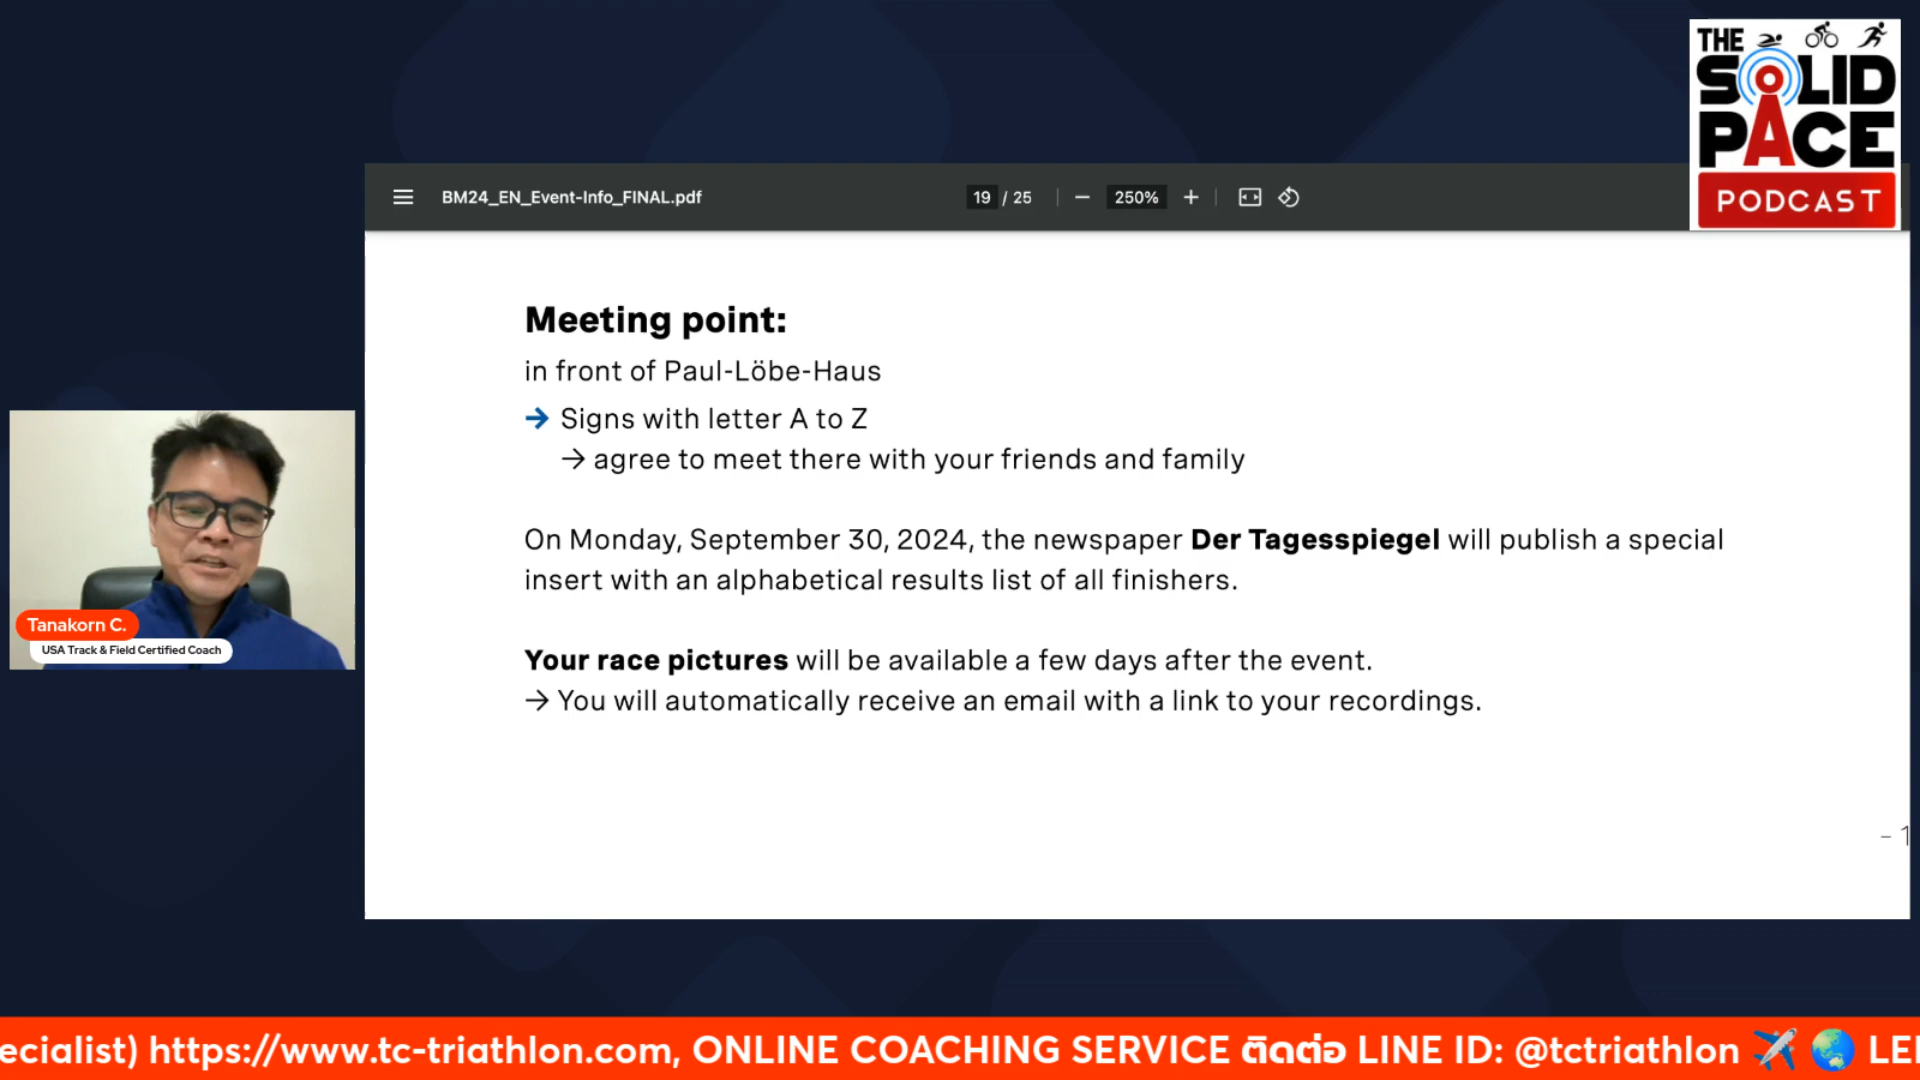 THE
SOLID
PACE
PODCAST
BM24_EN_Event-Info_FINAL.pdf
19 / 25
250%
Meeting point:
in front of Paul-Löbe-Haus
→ Signs with letter A to Z
→ agree to meet there with your friends and family
On Monday, September 30, 2024, the newspaper Der Tagesspiegel will publish a special
insert with an alphabetical results list of all finishers.
Your race pictures will be available a few days after the event.
→ You will automatically receive an email with a link to your recordings.
– 1
Tanakorn C.
USA Track & Field Certified Coach
ecialist) https://www.tc-triathlon.com, ONLINE COACHING SERVICE ติดต่อ LINE ID: @tctriathlon ✈️ 🌏